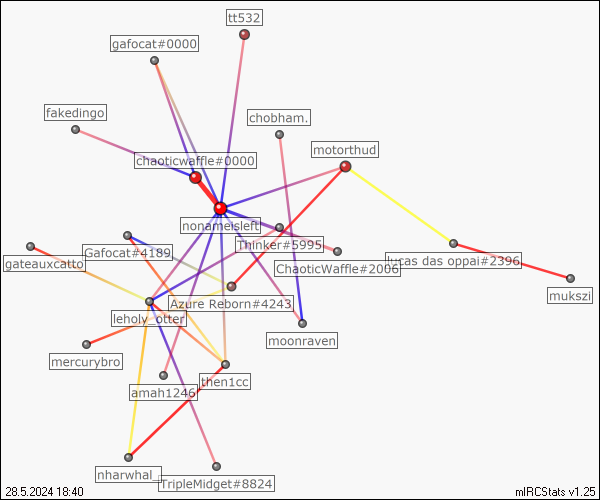 tt532
gafocat#0000
fakedingo
chobham.
motorthud
chaoticwaffle#0000
nonameisleft
Thinker#5995
Gafocat#4189
gateauxcatto
ChaoticWaffle#2006
lucas das oppai#2396
mukszi
Azure Reborn#4243
leholy_otter
moonraven
mercurybro
then1cc
amah1246
nharwhal_
TripleMidget#8824
28.5.2024 18:40
mIRCStats v1.25